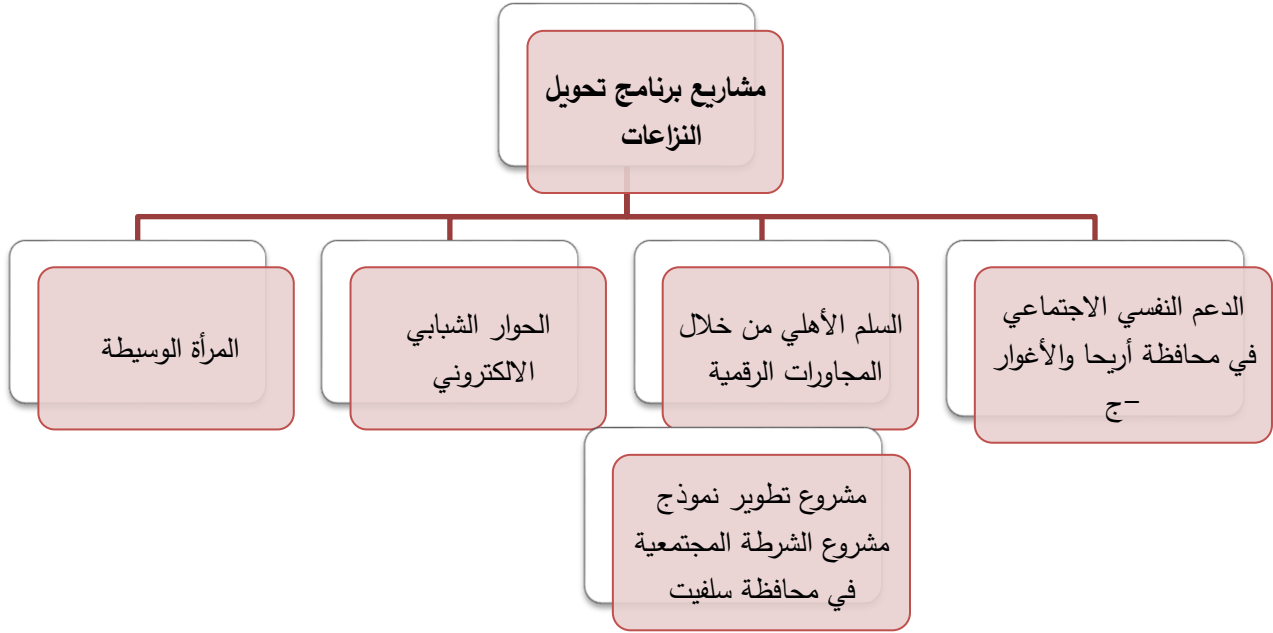 مشاريع برنامج تحويل
النزاعات
الدعم النفسي الاجتماعي
في محافظة أريحا والأغوار
–ج
السلم الأهلي من خلال
المجاورات الرقمية
الحوار الشبابي
الالكتروني
المرأة الوسيطة
مشروع تطوير نموذج
مشروع الشرطة المجتمعية
في محافظة سلفيت